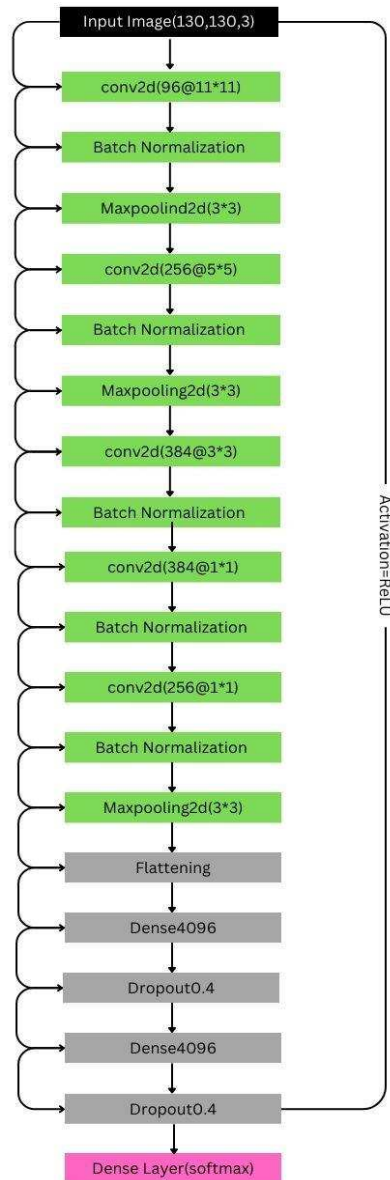 Input Image(130,130,3)
conv2d(96@11*11)
Batch Normalization
Maxpoolind2d(3*3)
conv2d(256@5*5)
Batch Normalization
Maxpooling2d(3*3)
conv2d(384@3*3)
Batch Normalization
conv2d(384@1*1)
Batch Normalization
conv2d(256@1*1)
Batch Normalization
Maxpooling2d(3*3)
Flattening
Dense4096
Dropout0.4
Dense4096
Dropout0.4
Dense Layer(softmax)
Activation=ReLU